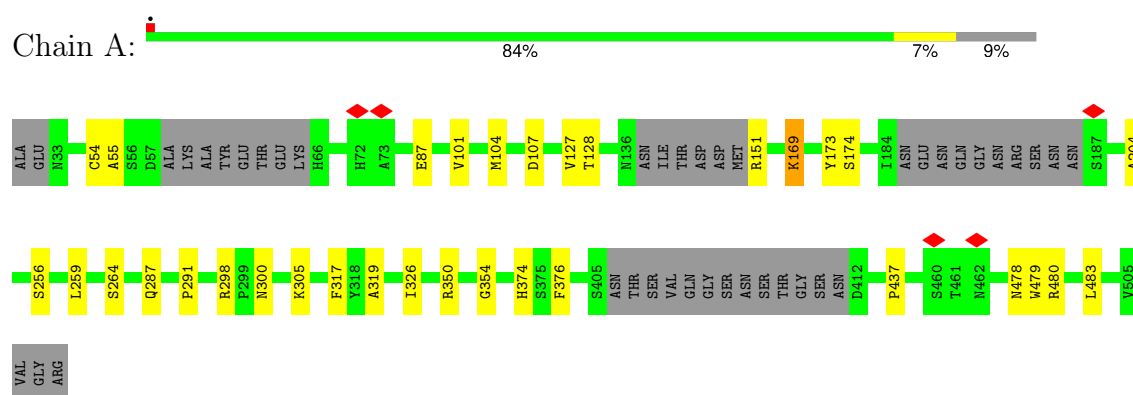 Chain A: •
84% 7% 9%
ALA GLU N33 C54 A55 S56 D57 ALA LYS ALA TYR GLU THR GLU LYS H66 H72 A73 E87 V101 M104 D107 V127 T128 N136 ASN ILE THR ASP ASP MET R151 K169 Y173 S174 I184 ASN GLU ASN GLN GLY ASN ARG SER ASN ASN S187 A204
S256 L259 S264 Q287 P291 R298 P299 N300 K305 F317 Y318 A319 I326 R350 G354 H374 S375 F376 S405 ASN THR SER VAL GLN GLY SER ASN SER THR GLY SER ASN D412 P437 S460 T461 N462 N478 W479 R480 L483 V505
VAL GLY ARG